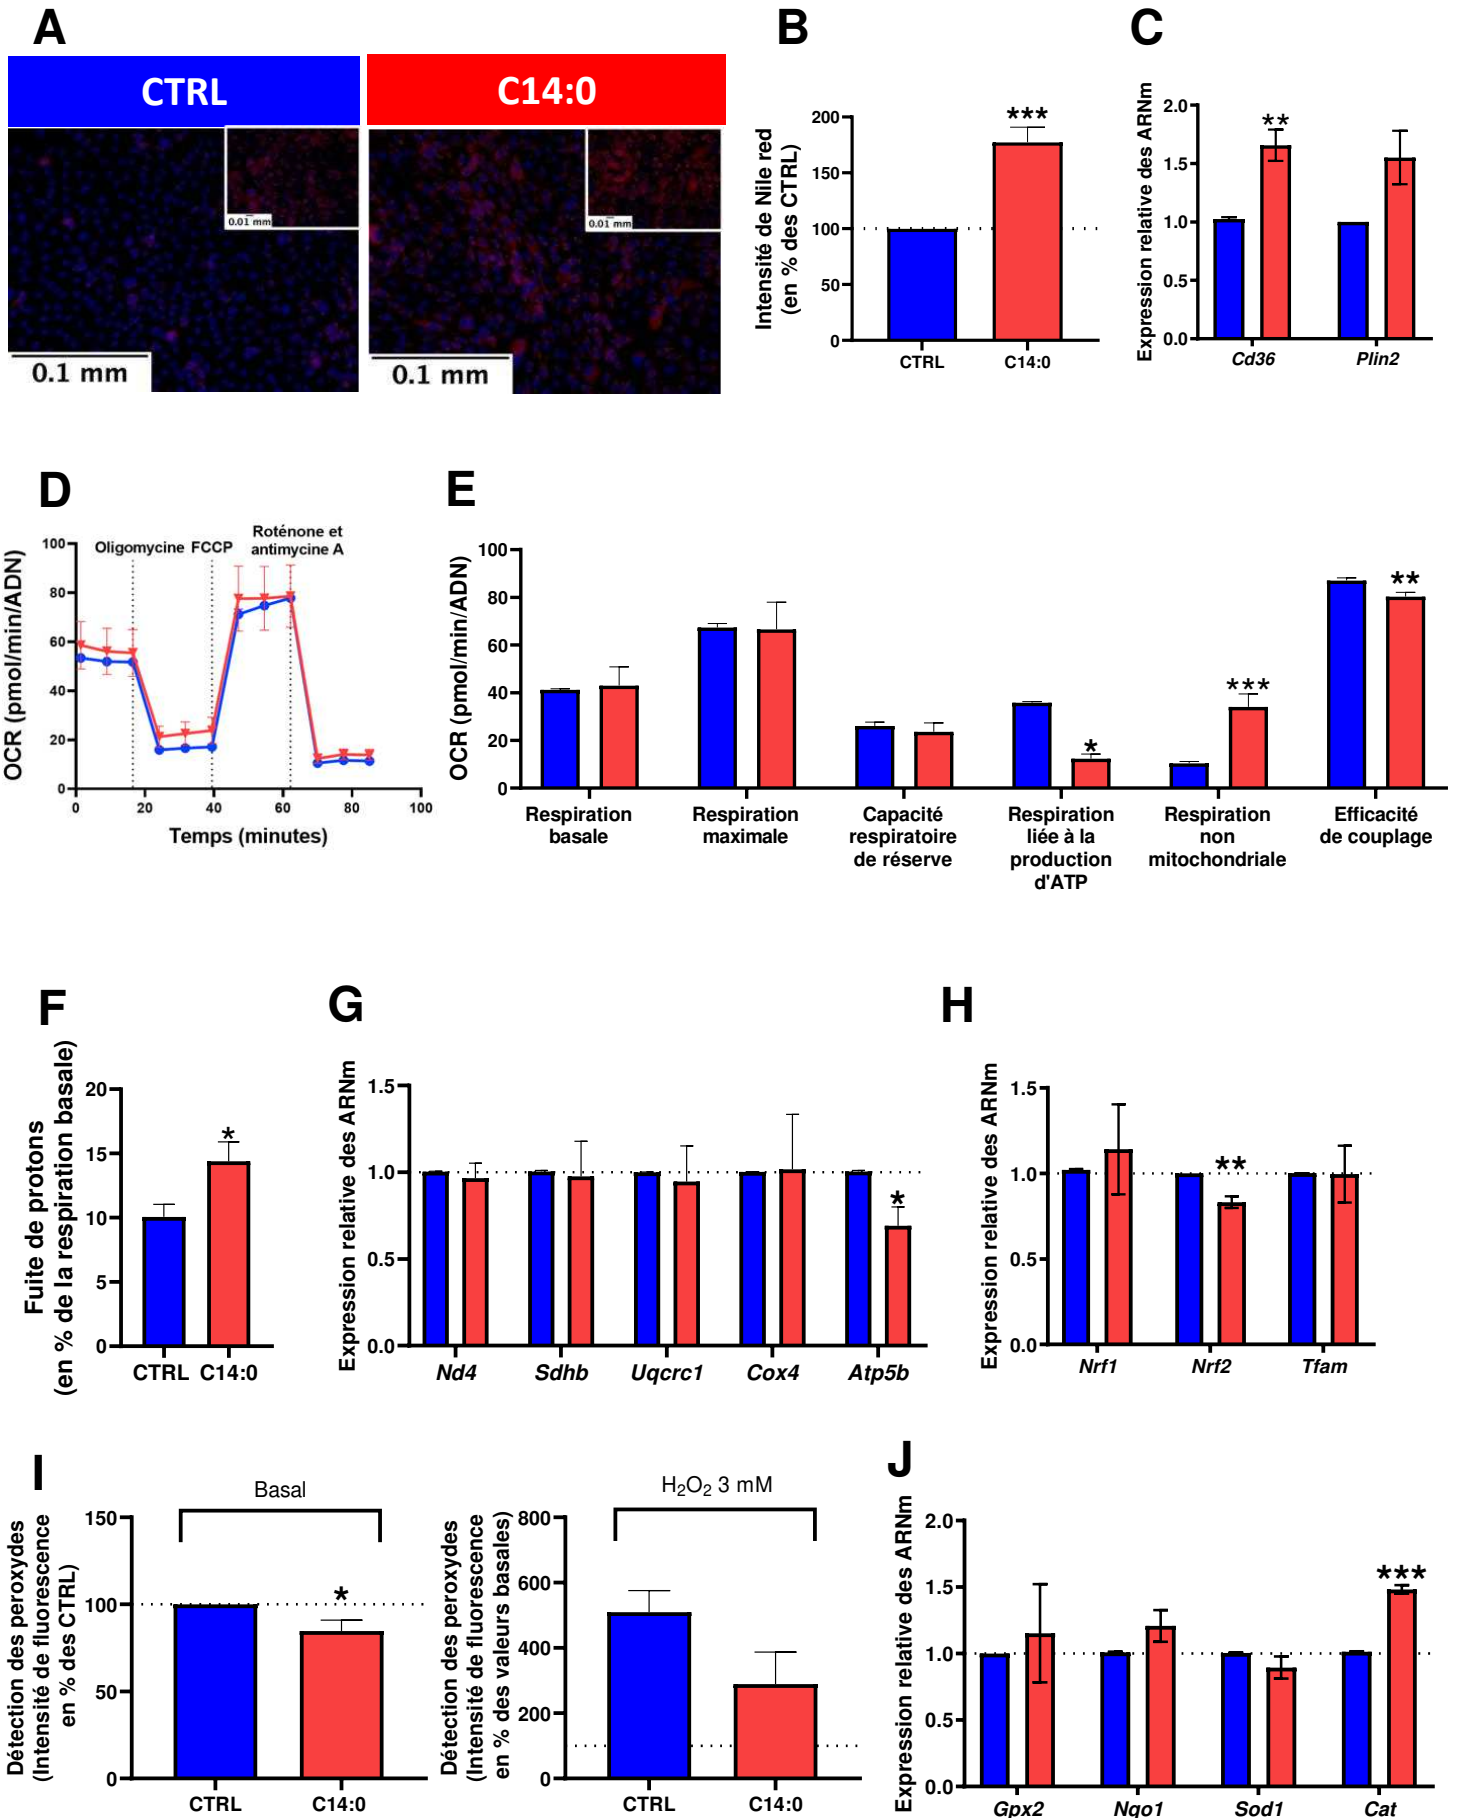 A
CTRL
C14:0
0.01 mm
0.01 mm
0.1 mm
0.1 mm
B
Intensité de Nile red
(en % des CTRL)
200
150
100
50
0
***
CTRL
C14:0
C
Expression relative des ARNm
2.0
1.5
1.0
0.5
0.0
**
Cd36
Plin2
D
OCR (pmol/min/ADN)
100
80
60
40
20
0
Oligomycine
FCCP
Roténone et
antimycine A
0
20
40
60
80
100
Temps (minutes)
E
OCR (pmol/min/ADN)
100
80
60
40
20
0
*
***
**
Respiration
basale
Respiration
maximale
Capacité
respiratoire
de réserve
Respiration
liée à la
production
d'ATP
Respiration
non
mitochondriale
Efficacité
de couplage
F
Fuite de protons
(en % de la respiration basale)
20
15
10
5
0
*
CTRL
C14:0
G
Expression relative des ARNm
1.5
1.0
0.5
0.0
*
Nd4
Sdhb
Uqcrc1
Cox4
Atp5b
H
Expression relative des ARNm
1.5
1.0
0.5
0.0
**
Nrf1
Nrf2
Tfam
I
Basal
Détection des peroxydes
(Intensité de fluorescence
en % des CTRL)
150
100
50
0
*
CTRL
C14:0
H2O2 3 mM
Détection des peroxydes
(Intensité de fluorescence
en % des valeurs basales)
800
600
400
200
0
CTRL
C14:0
J
Expression relative des ARNm
2.0
1.5
1.0
0.5
0.0
***
Gpx2
Nqo1
Sod1
Cat